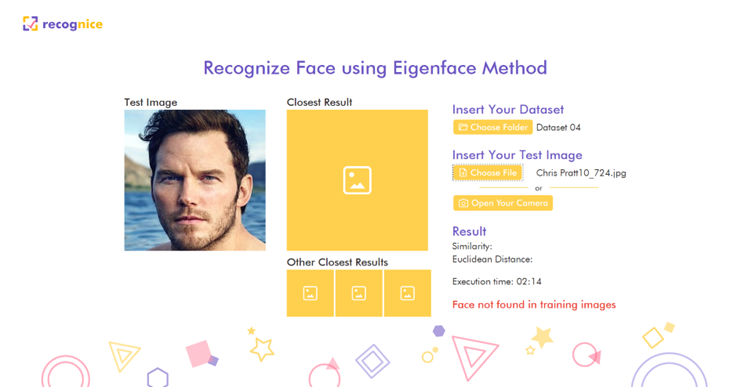 recognice
Recognize Face using Eigenface Method
Test Image
Closest Result
Other Closest Results
Insert Your Dataset
Choose Folder Dataset 04
Insert Your Test Image
Choose File Chris Pratt10_724.jpg
or
Open Your Camera
Result
Similarity:
Euclidean Distance:
Execution time: 02:14
Face not found in training images